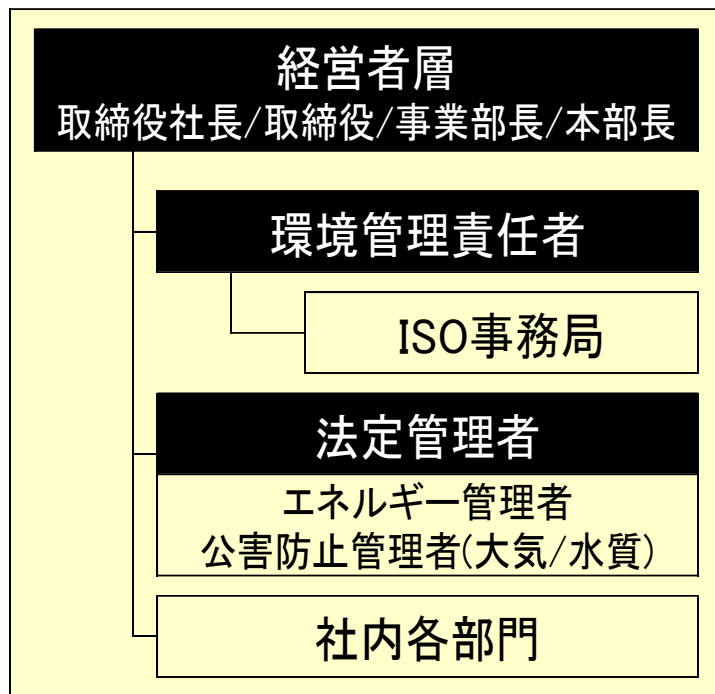 経営者層
取締役社長/取締役/事業部長/本部長
環境管理責任者
ISO事務局
法定管理者
エネルギー管理者
公害防止管理者(大気/水質)
社内各部門